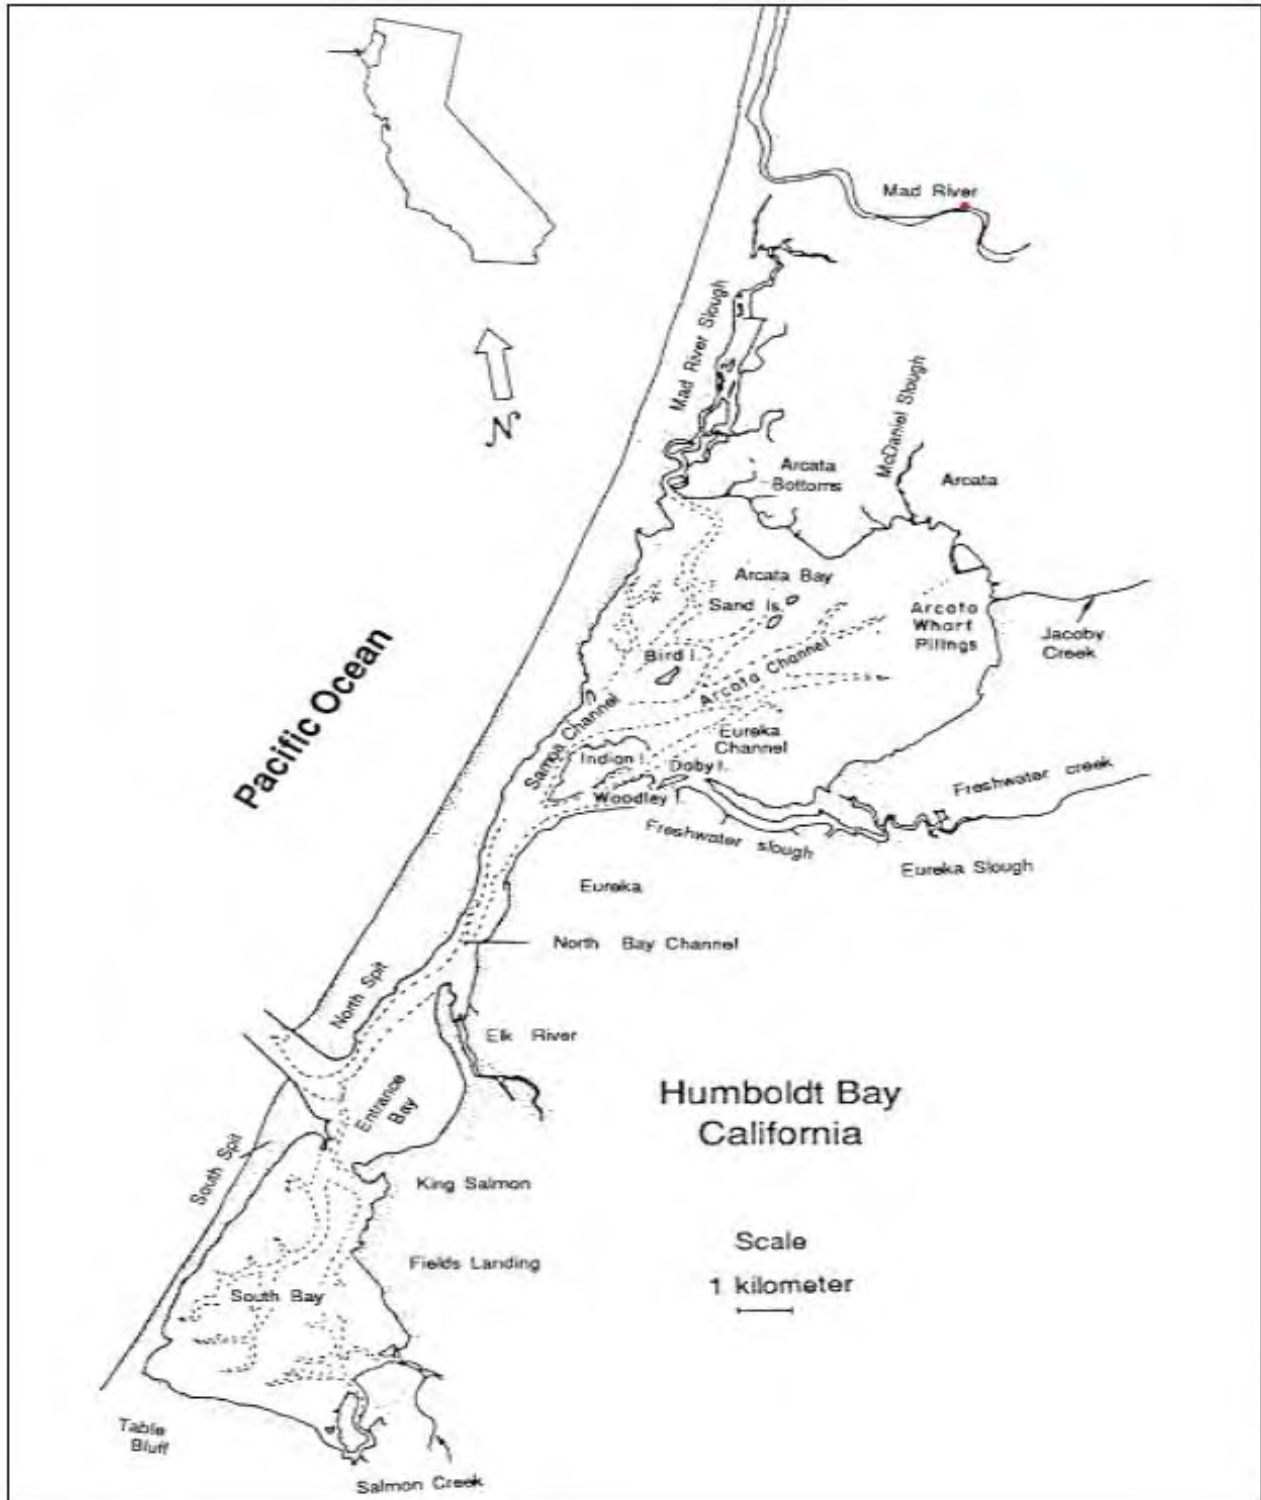 Mad River
Mad River Slough
McDaniel Slough
Arcata
Bottoms
Arcata
Arcata Bay
Sand Is.
Arcata
Wharf
Pilings
Jacoby
Creek
Bird I.
Arcata Channel
Pacific Ocean
Samoa Channel
Eureka
Channel
Indian I.
Daby I.
Woodley I.
Freshwater creek
Freshwater slough
Eureka Slough
Eureka
North Bay Channel
North Spit
Elk River
Entrance
Bay
Humboldt Bay
California
South Spit
King Salmon
Fields Landing
Scale
1 kilometer
South Bay
Table
Bluff
Salmon Creek
N